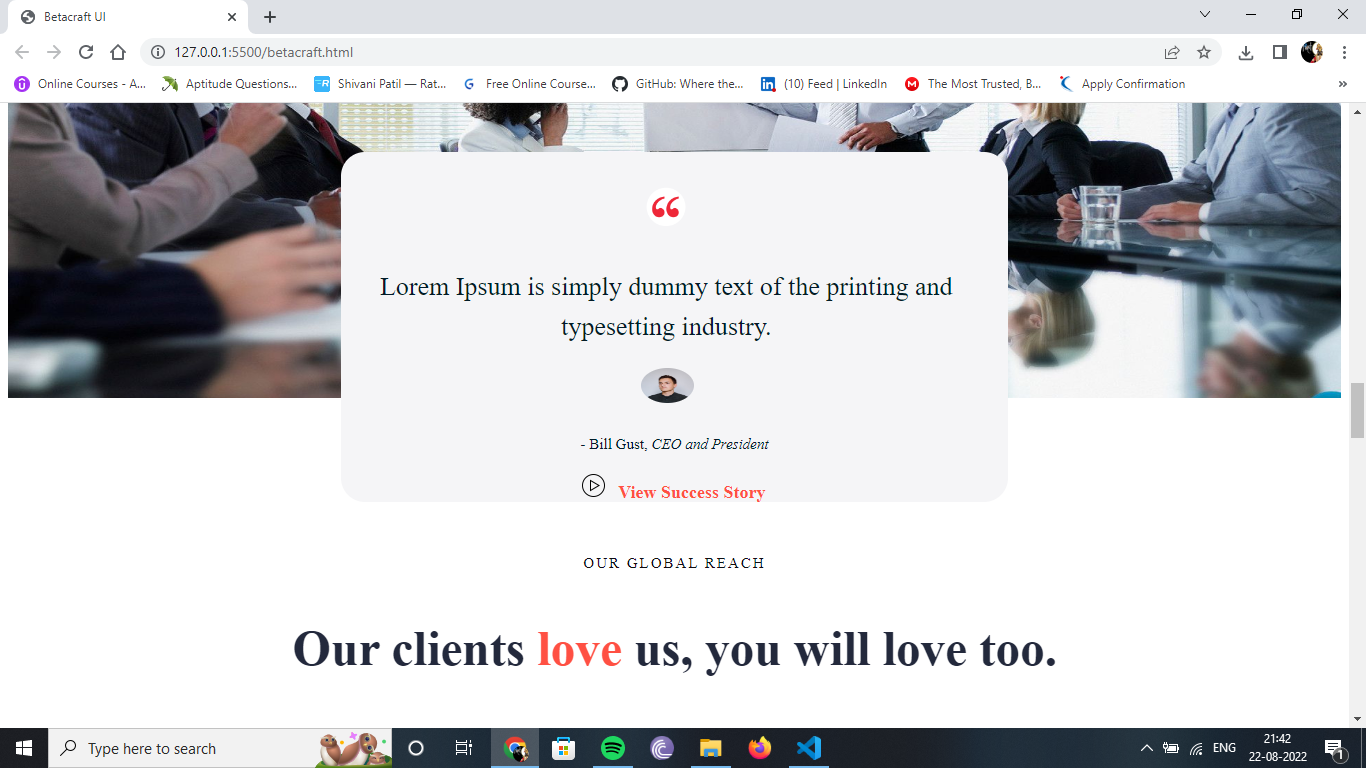 Betacraft UI
127.0.0.1:5500/betacraft.html
Online Courses - A... Aptitude Questions... Shivani Patil — Rat... Free Online Course... GitHub: Where the... (10) Feed | LinkedIn The Most Trusted, B... Apply Confirmation »
Lorem Ipsum is simply dummy text of the printing and
typesetting industry.
- Bill Gust, CEO and President
View Success Story
OUR GLOBAL REACH
Our clients love us, you will love too.
Type here to search
ENG
21:42
22-08-2022
1